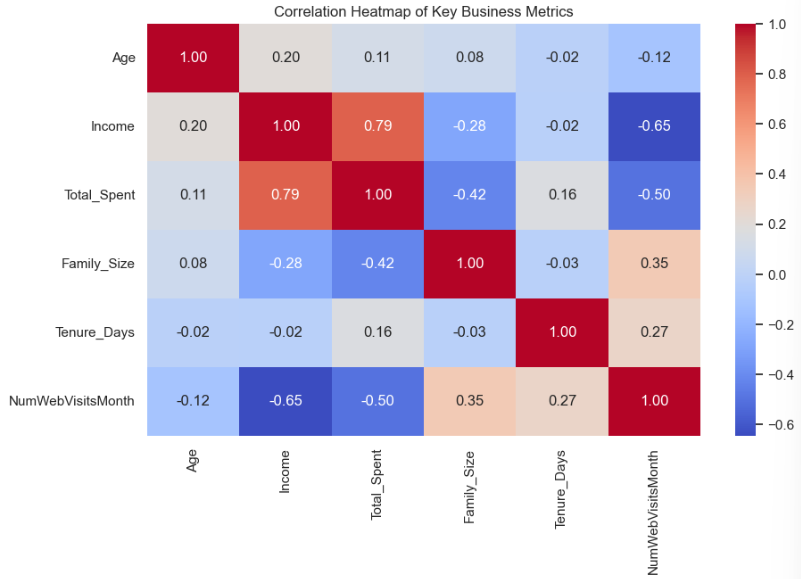 Correlation Heatmap of Key Business Metrics
Age 1.00 0.20 0.11 0.08 -0.02 -0.12
Income 0.20 1.00 0.79 -0.28 -0.02 -0.65
Total_Spent 0.11 0.79 1.00 -0.42 0.16 -0.50
Family_Size 0.08 -0.28 -0.42 1.00 -0.03 0.35
Tenure_Days -0.02 -0.02 0.16 -0.03 1.00 0.27
NumWebVisitsMonth -0.12 -0.65 -0.50 0.35 0.27 1.00
Age
Income
Total_Spent
Family_Size
Tenure_Days
NumWebVisitsMonth
1.0
0.8
0.6
0.4
0.2
0.0
−0.2
−0.4
−0.6